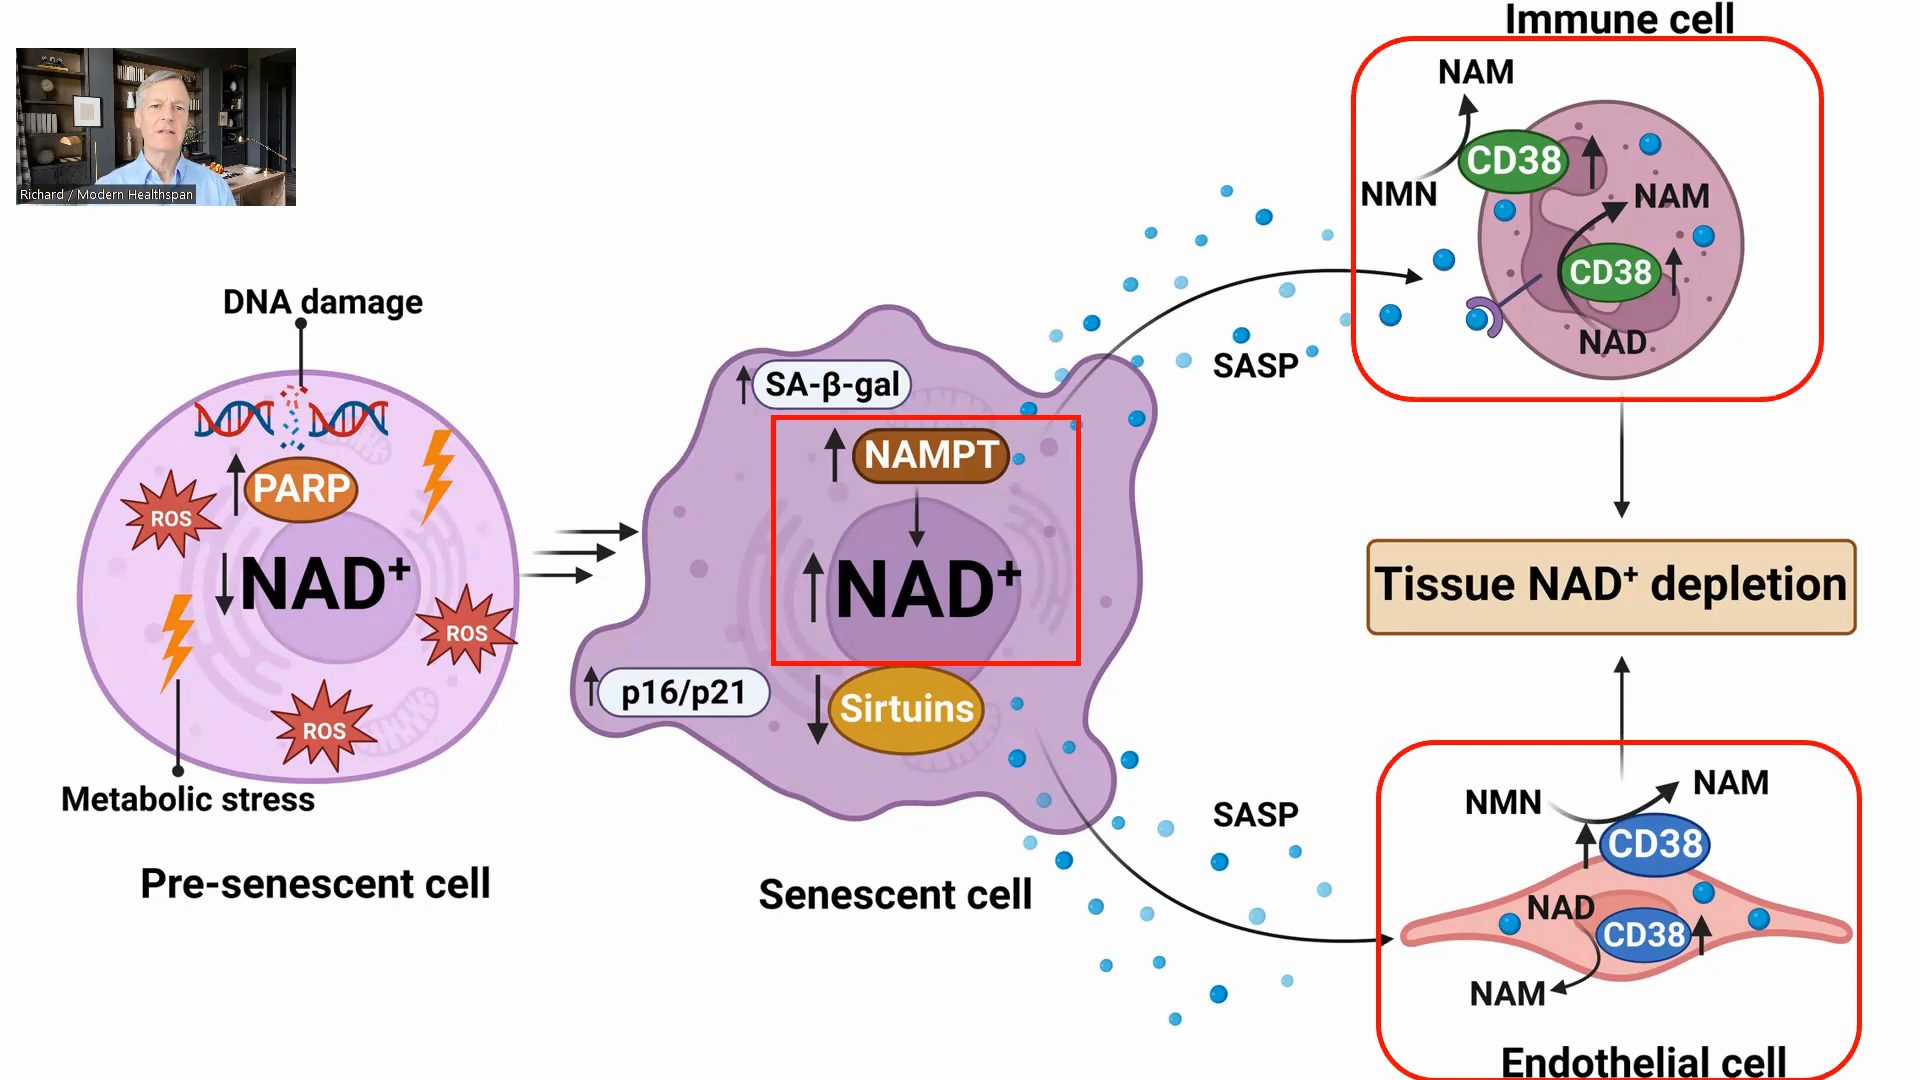 Richard / Modern Healthspan
DNA damage
PARP
ROS
NAD+
ROS
ROS
Metabolic stress
Pre-senescent cell
SA-β-gal
NAMPT
NAD+
p16/p21
Sirtuins
Senescent cell
SASP
SASP
Immune cell
NAM
CD38
NMN
NAM
CD38
NAD
Tissue NAD+ depletion
NMN
NAM
CD38
NAD
CD38
NAM
Endothelial cell